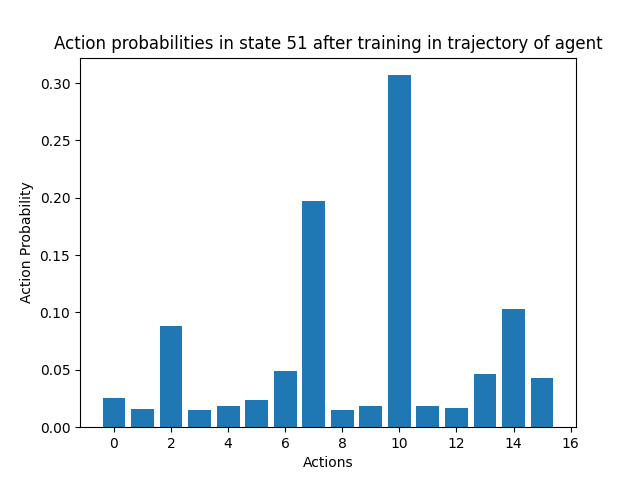 Action probabilities in state 51 after training in trajectory of agent
0.30
0.25
0.20
0.15
0.10
0.05
0.00
Action Probability
0 2 4 6 8 10 12 14 16
Actions